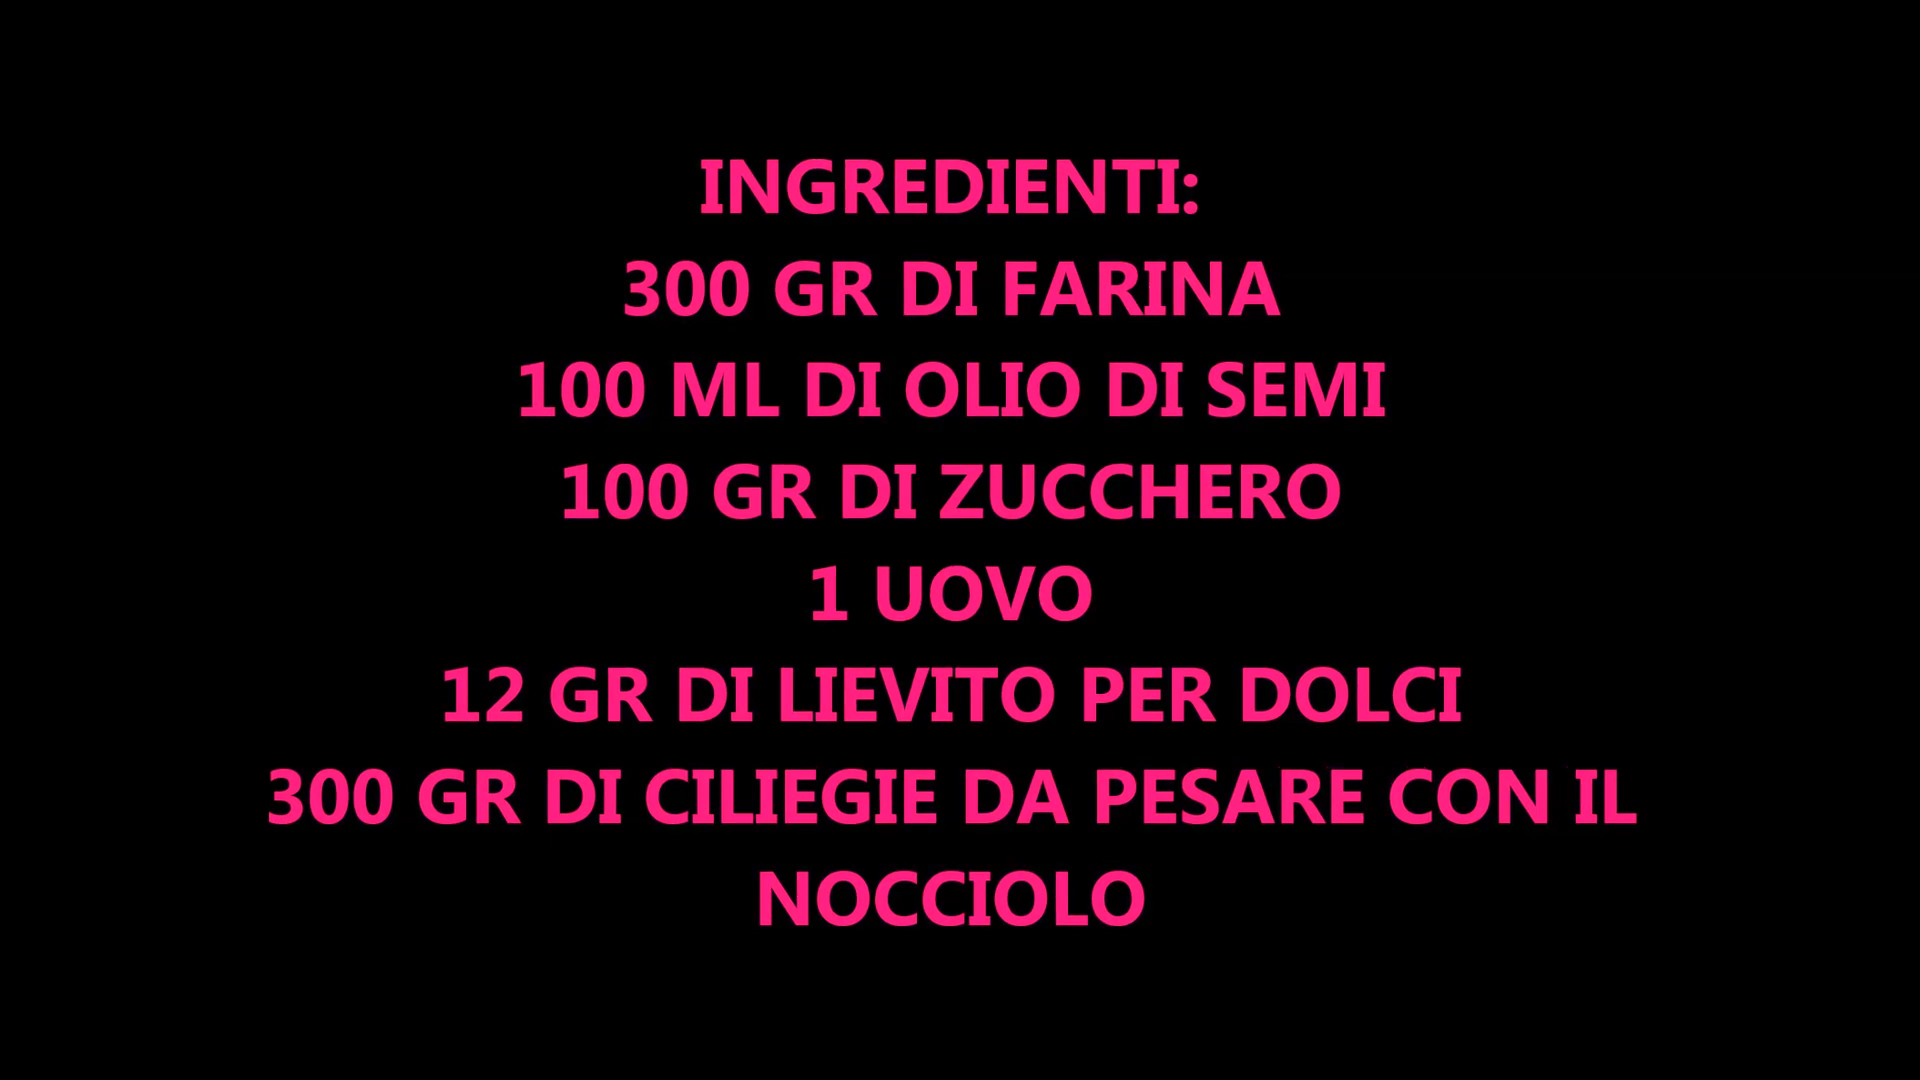 INGREDIENTI:
300 GR DI FARINA
100 ML DI OLIO DI SEMI
100 GR DI ZUCCHERO
1 UOVO
12 GR DI LIEVITO PER DOLCI
300 GR DI CILIEGIE DA PESARE CON IL
NOCCIOLO